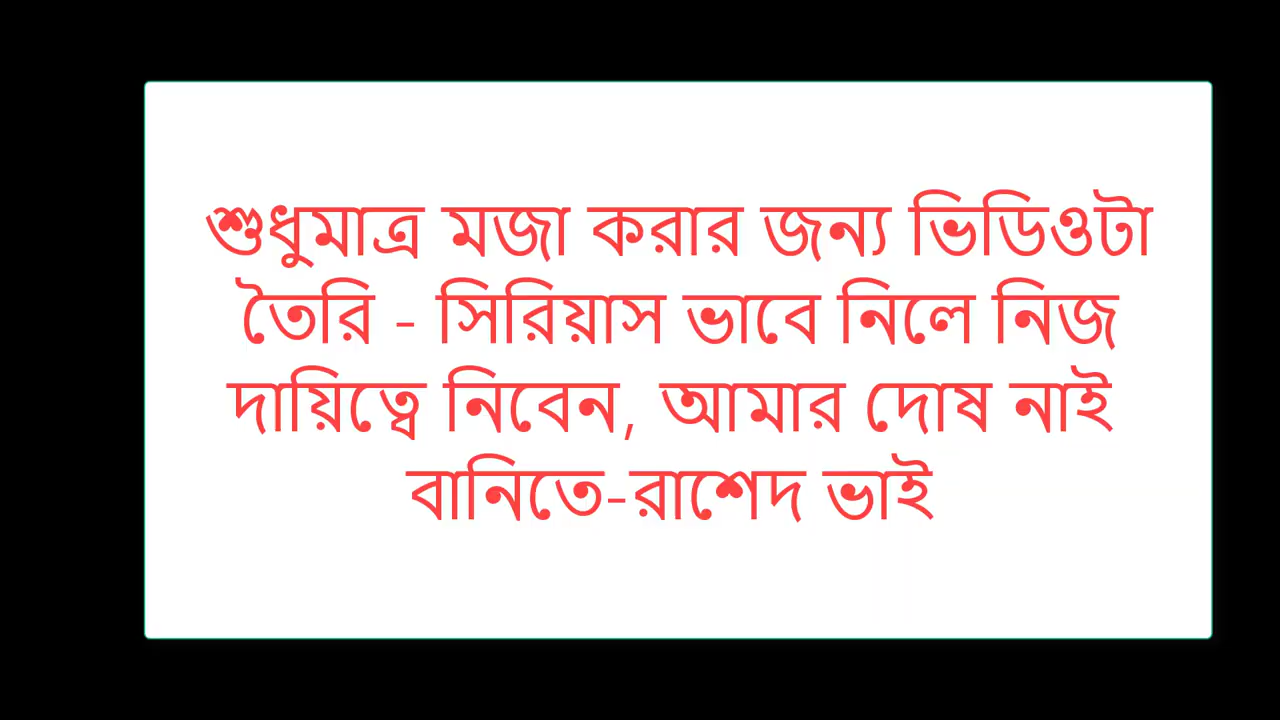 শুধুমাত্র মজা করার জন্য ভিডিওটা
তৈরি - সিরিয়াস ভাবে নিলে নিজ
দায়িত্বে নিবেন, আমার দোষ নাই
বানিতে-রাশেদ ভাই